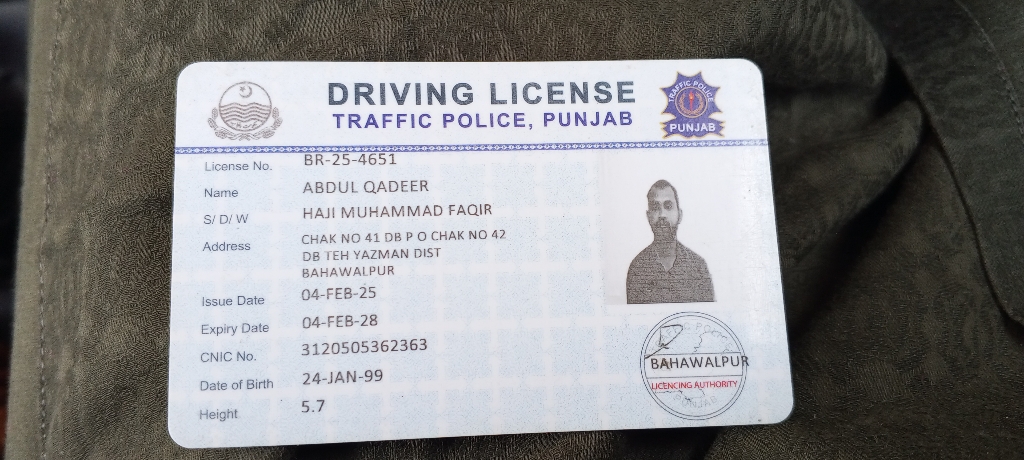 DRIVING LICENSE
TRAFFIC POLICE, PUNJAB
TRAFFIC POLICE
PUNJAB
License No. BR-25-4651
Name ABDUL QADEER
S/ D/ W HAJI MUHAMMAD FAQIR
Address CHAK NO 41 DB P O CHAK NO 42
DB TEH YAZMAN DIST
BAHAWALPUR
Issue Date 04-FEB-25
Expiry Date 04-FEB-28
CNIC No. 3120505362363
Date of Birth 24-JAN-99
Height 5.7
BAHAWALPUR
LICENCING AUTHORITY
PUNJAB